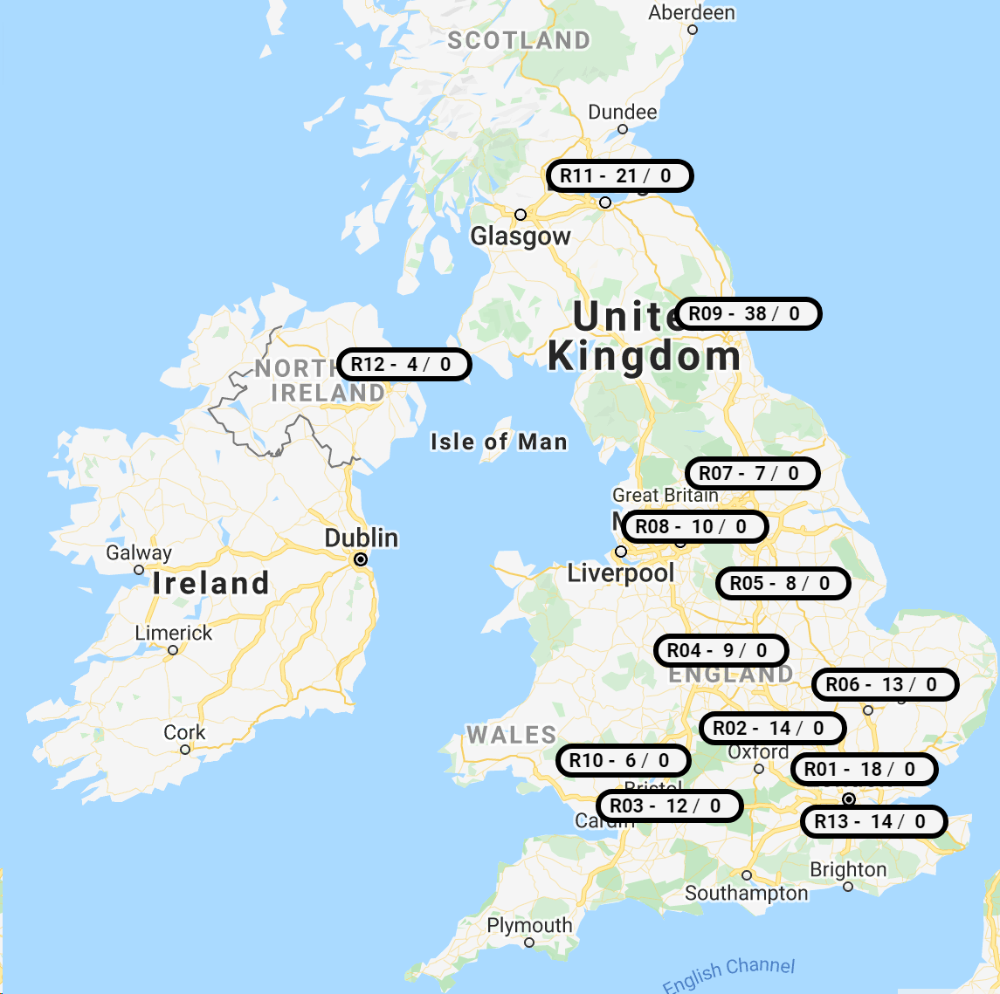 Aberdeen
SCOTLAND
Dundee
R11 - 21 / 0
Glasgow
R09 - 38 / 0
Kingdom
R12 - 4 / 0
IRELAND
Isle of Man
R07 - 7 / 0
Great Britain
R08 - 10 / 0
Dublin
Galway
Liverpool
Ireland
R05 - 8 / 0
Limerick
R04 - 9 / 0
ENGLAND
R06 - 13 / 0
Cork
WALES
R02 - 14 / 0
Oxford
R10 - 6 / 0
R01 - 18 / 0
Bristol
R03 - 12 / 0
R13 - 14 / 0
Brighton
Southampton
Plymouth
English Channel